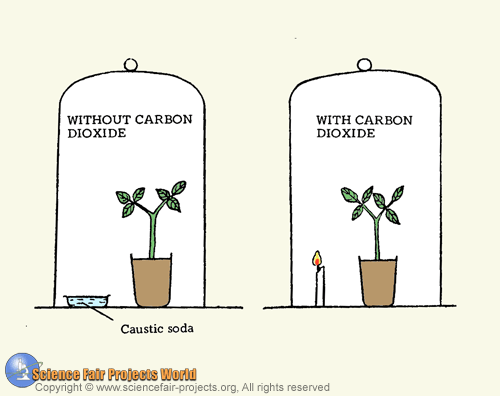 WITHOUT CARBON
DIOXIDE
WITH CARBON
DIOXIDE
Caustic soda
Science Fair Projects World
Copyright © www.sciencefair-projects.org, All rights reserved